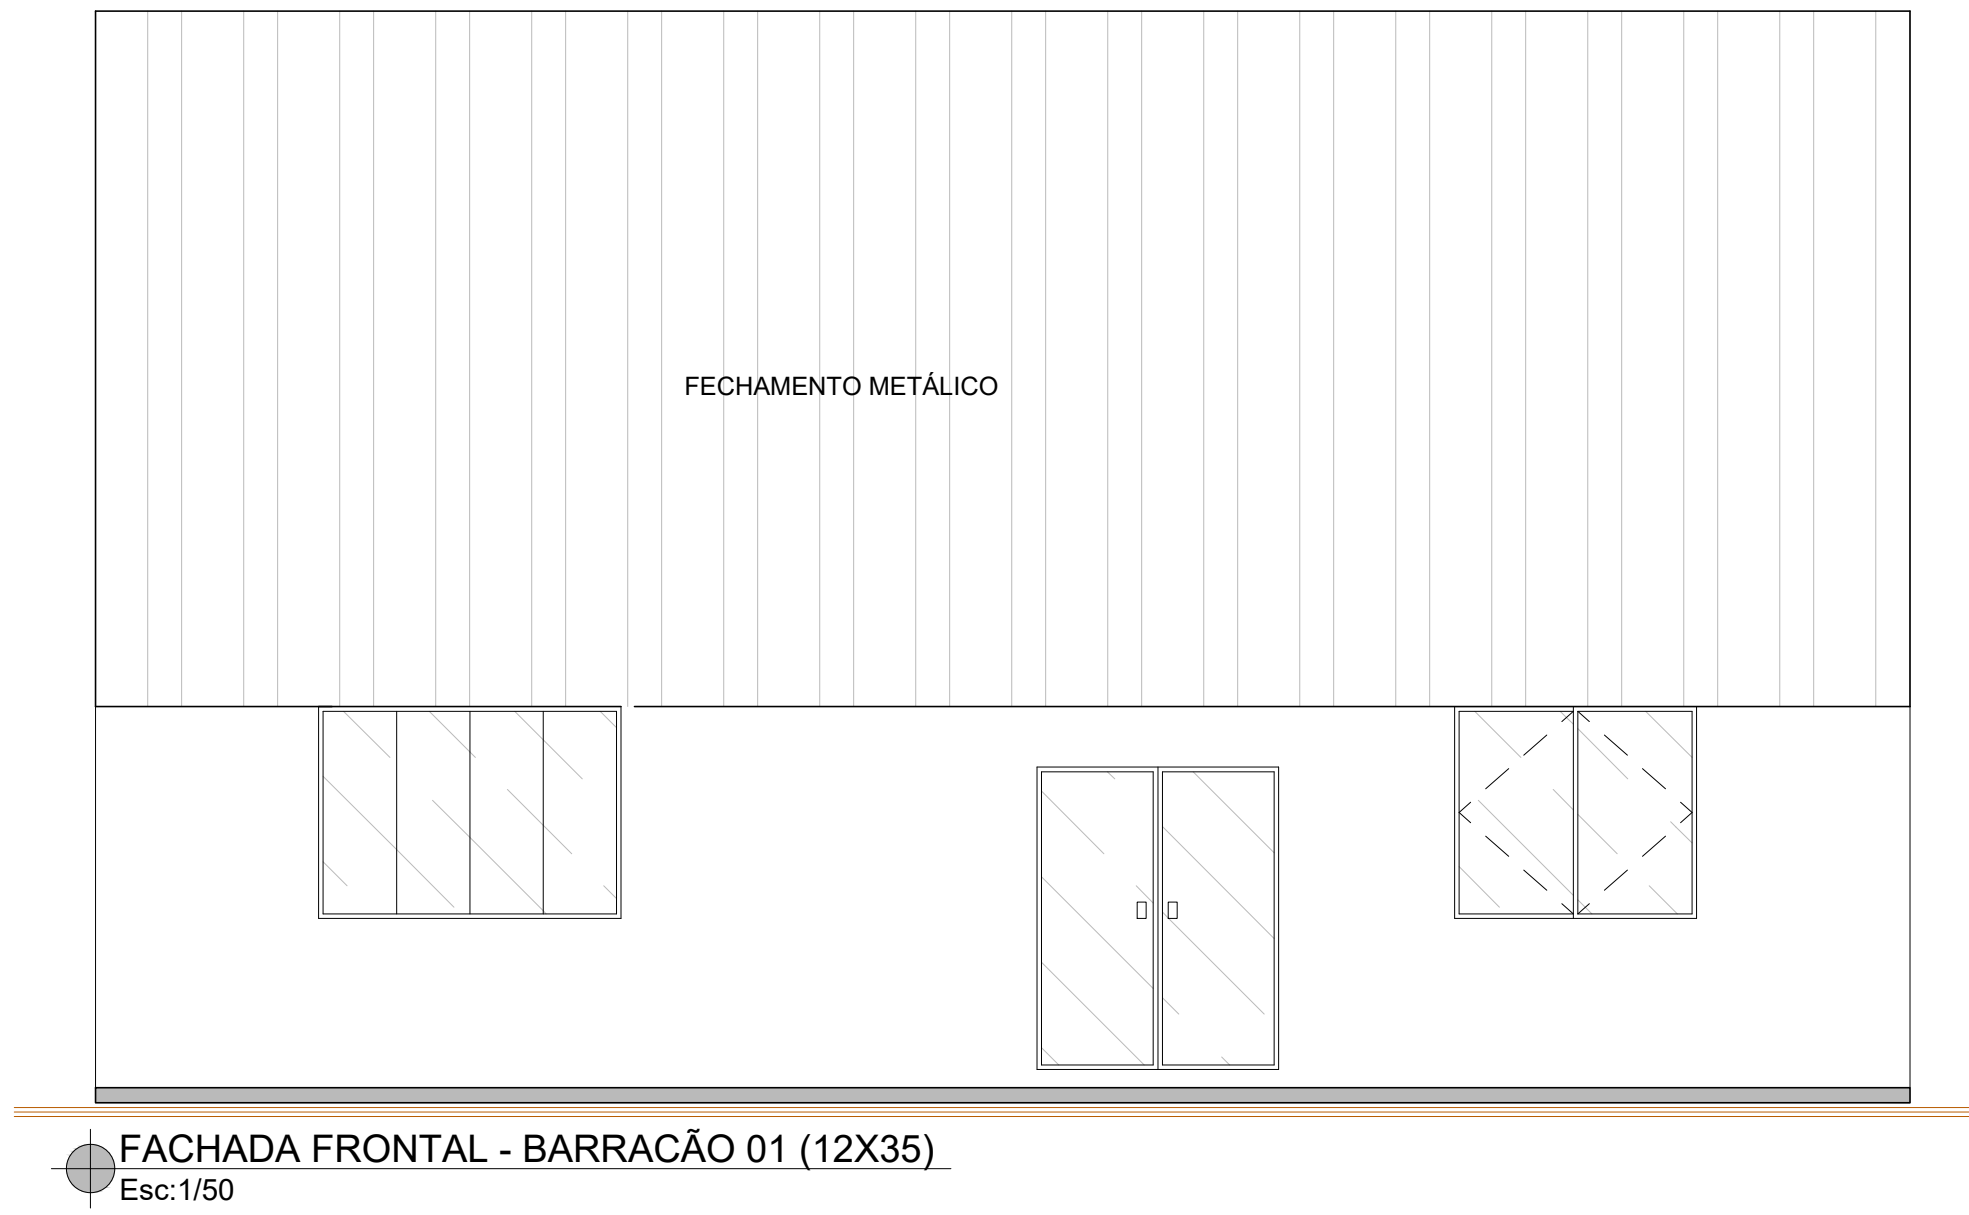 FECHAMENTO METÁLICO
FACHADA FRONTAL - BARRACÃO 01 (12X35)
Esc:1/50